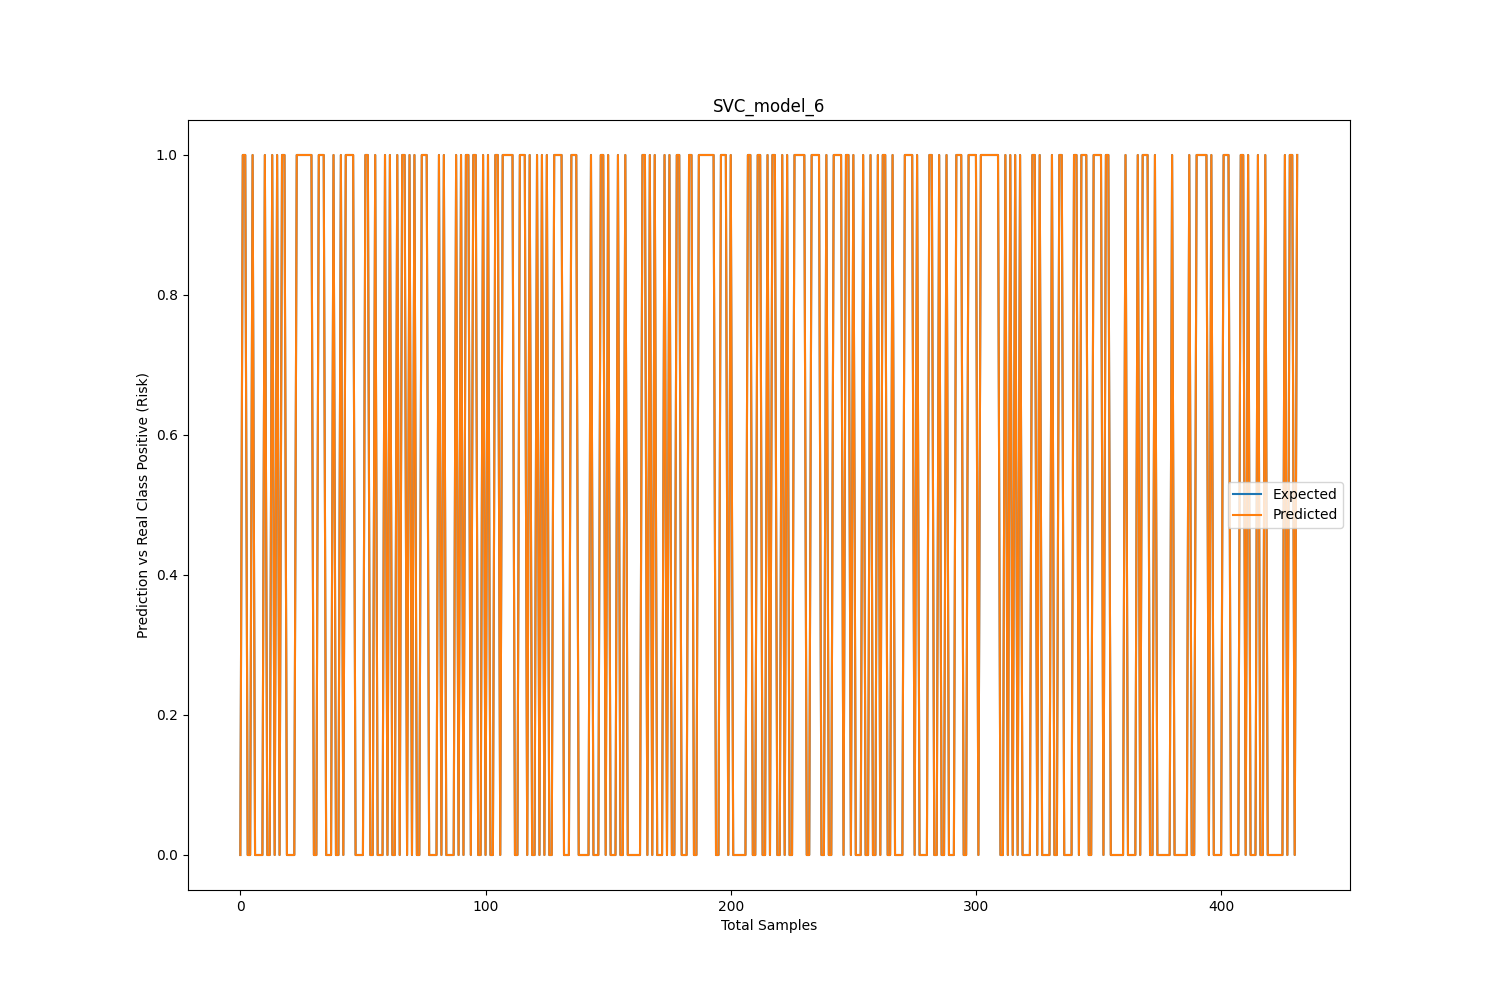 SVC_model_6
1.0
0.8
0.6
0.4
0.2
0.0
Prediction vs Real Class Positive (Risk)
Expected
Predicted
0
100
200
300
400
Total Samples